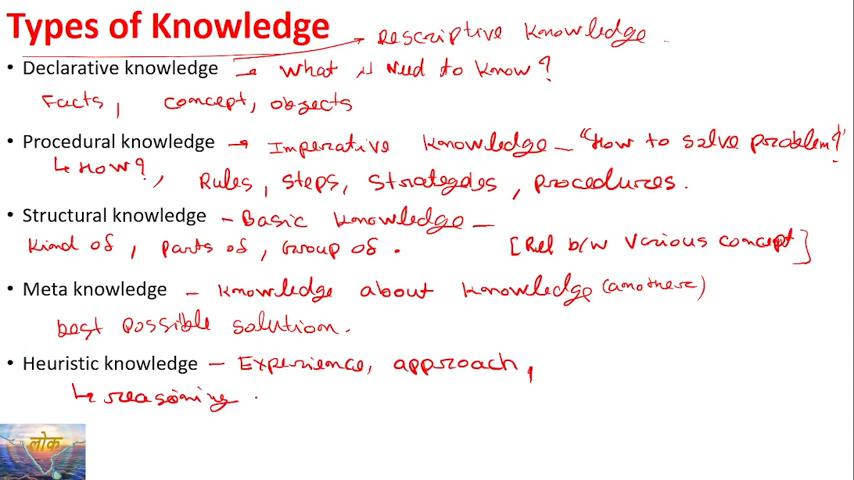 Types of Knowledge → Descriptive Knowledge
• Declarative knowledge → What is Need to Know?
Facts, concept, objects
• Procedural knowledge → Imperative Knowledge - "How to solve problem?"
↳ How?, Rules, steps, strategies, procedures.
• Structural knowledge - Basic Knowledge -
Kind of, parts of, Group of. [Rel b/w various concept]
• Meta knowledge - Knowledge about Knowledge (another)
best possible solution.
• Heuristic knowledge - Experience, approach,
↳ reasoning.
लोक